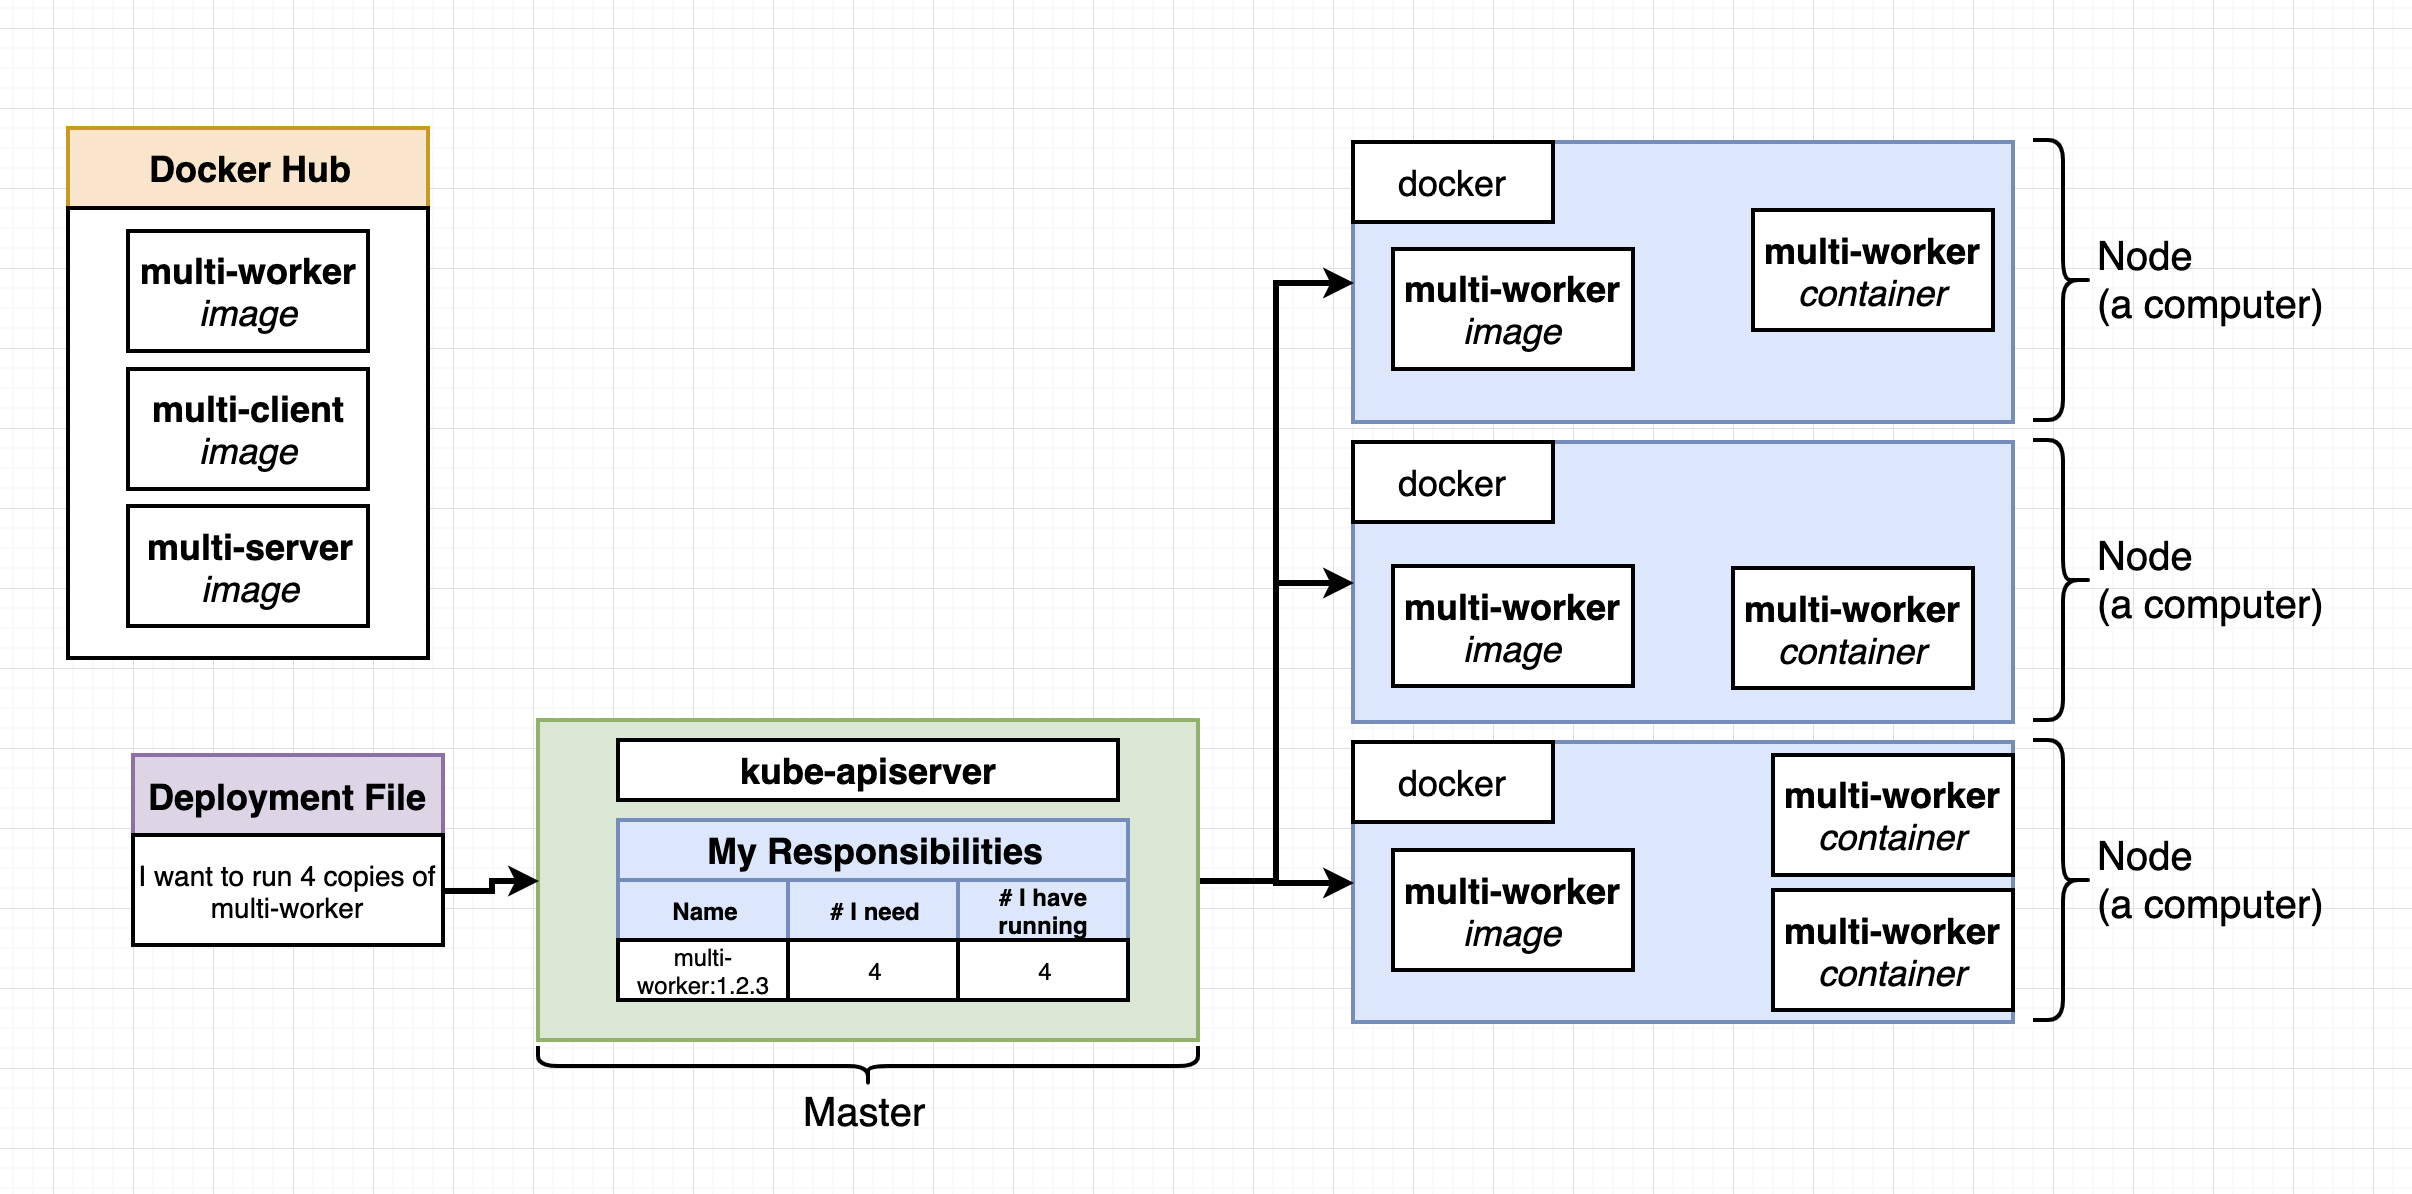 Docker Hub
multi-worker
image
multi-client
image
multi-server
image
Deployment File
I want to run 4 copies of
multi-worker
kube-apiserver
My Responsibilities
Name
# I need
# I have
running
multi-
worker:1.2.3
4
4
Master
docker
multi-worker
image
multi-worker
container
Node
(a computer)
docker
multi-worker
image
multi-worker
container
Node
(a computer)
docker
multi-worker
image
multi-worker
container
multi-worker
container
Node
(a computer)